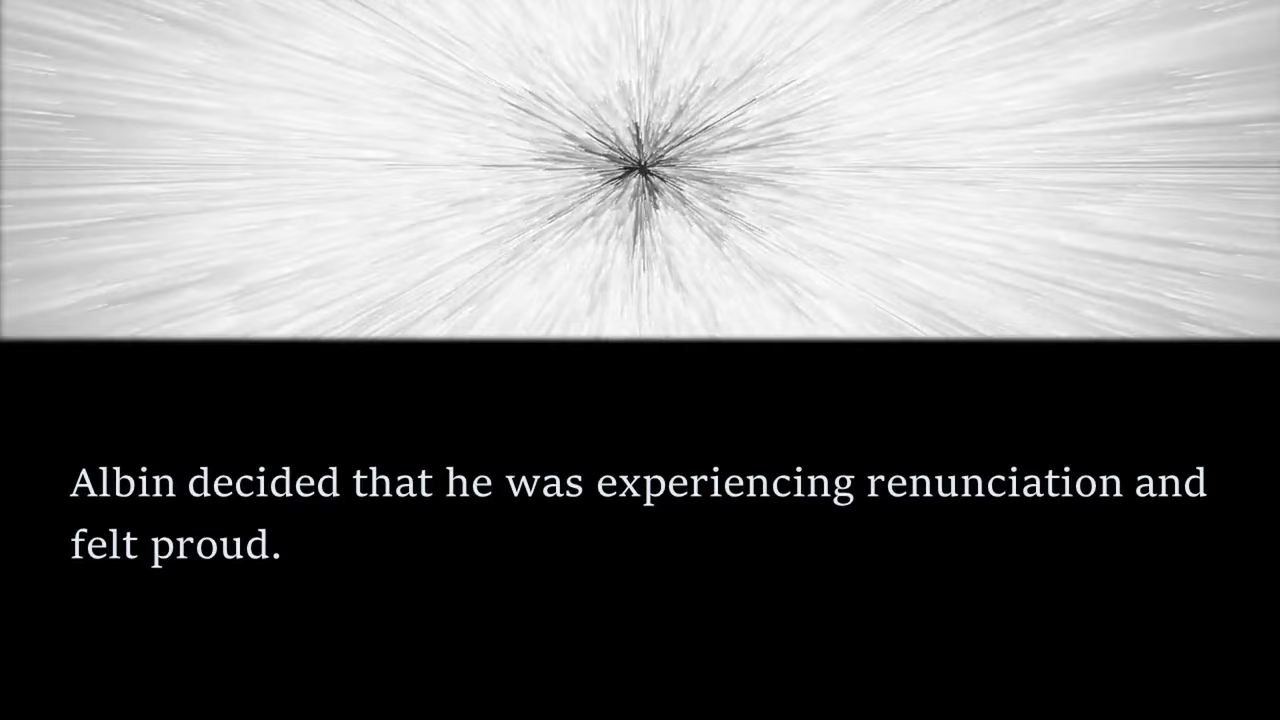 Albin decided that he was experiencing renunciation and
felt proud.